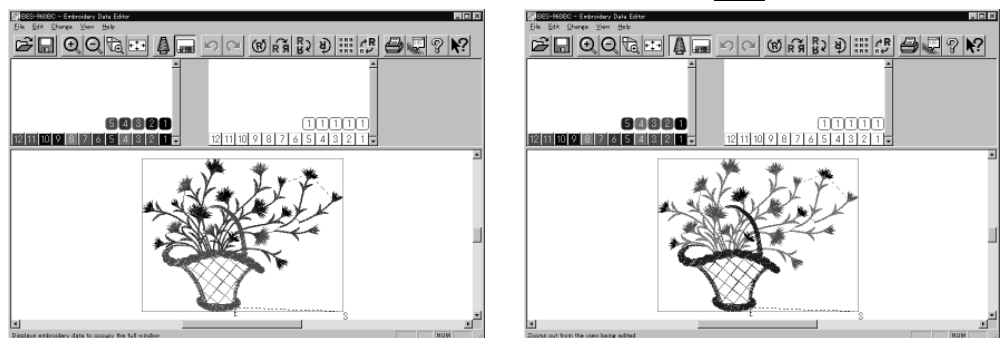 BES-960BC - Embroidery Data Editor
File Edit Change View Help
5 4 3 2 1
12 11 10 9 8 7 6 5 4 3 2 1
1 1 1 1 1
12 11 10 9 8 7 6 5 4 3 2 1
E
S
Displays embroidery data to occupy the full window
NUM
BES-960BC - Embroidery Data Editor
File Edit Change View Help
5 4 3 2 1
12 11 10 9 8 7 6 5 4 3 2 1
1 1 1 1 1
12 11 10 9 8 7 6 5 4 3 2 1
E
S
Zooms out from the view being edited
NUM